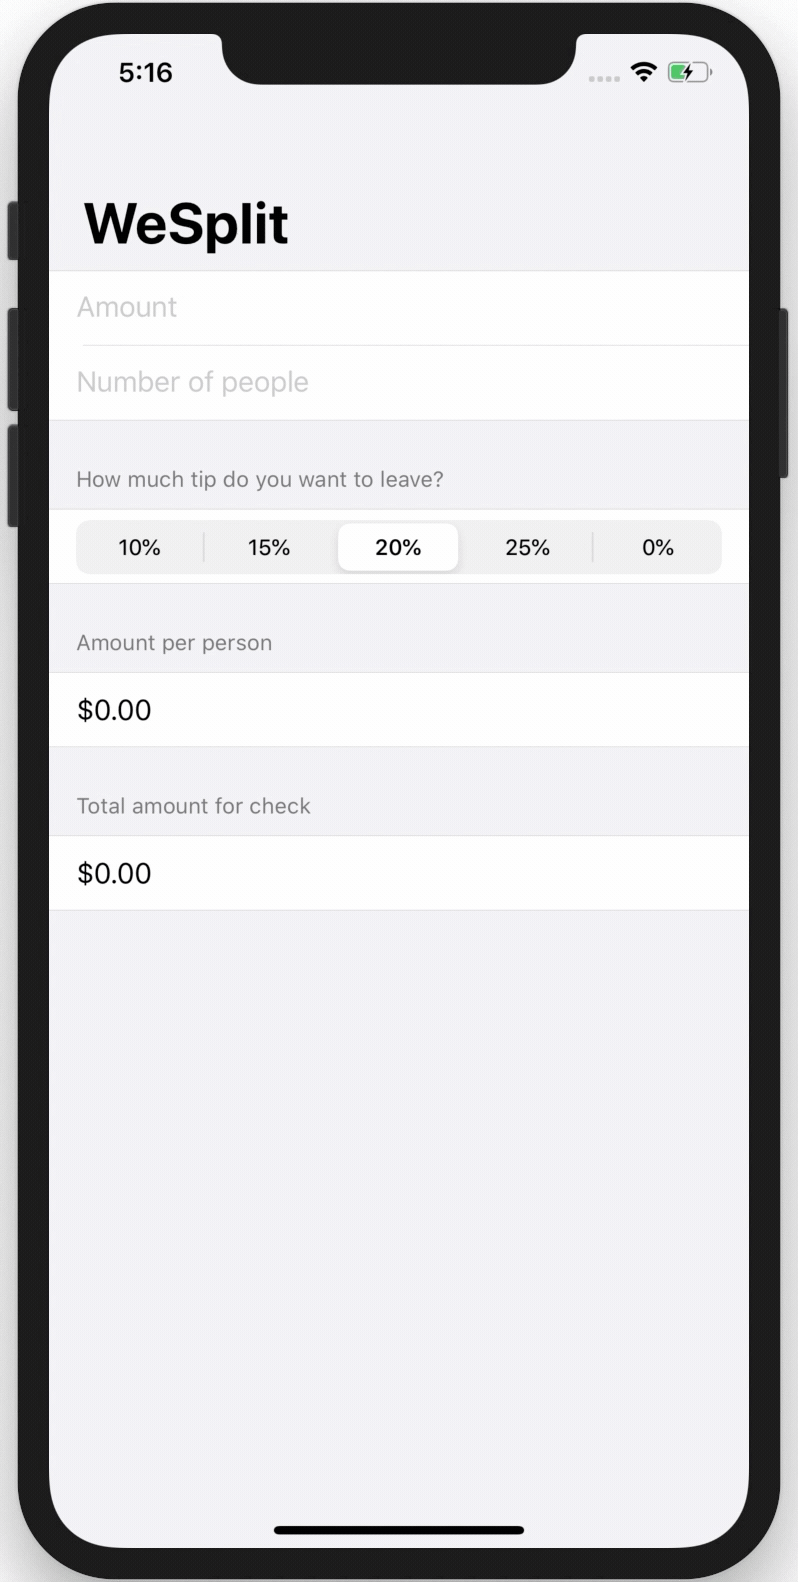 5:16
WeSplit
Amount
Number of people
How much tip do you want to leave?
10% 15% 20% 25% 0%
Amount per person
$0.00
Total amount for check
$0.00